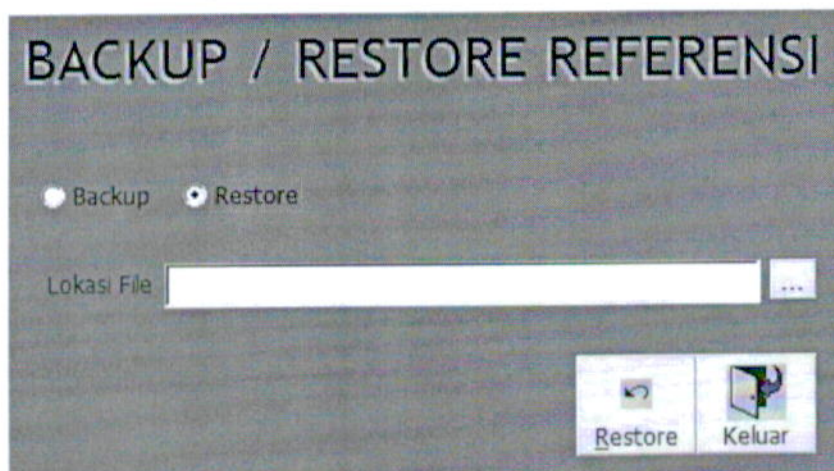 BACKUP / RESTORE REFERENSI
Backup Restore
Lokasi File ...
Restore Keluar